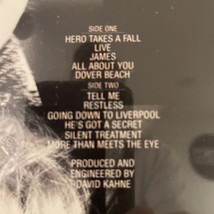 SIDE ONE
HERO TAKES A FALL
LIVE
JAMES
ALL ABOUT YOU
DOVER BEACH
SIDE TWO
TELL ME
RESTLESS
GOING DOWN TO LIVERPOOL
HE'S GOT A SECRET
SILENT TREATMENT
MORE THAN MEETS THE EYE
PRODUCED AND
ENGINEERED BY
DAVID KAHNE